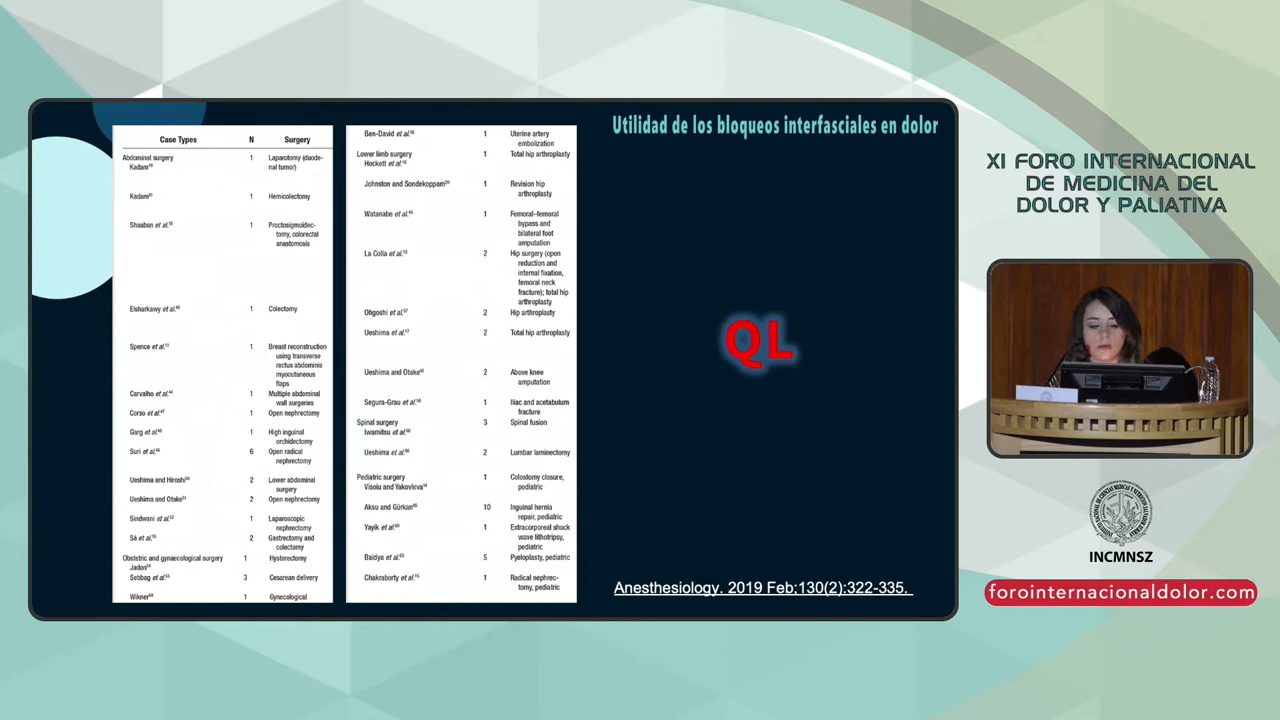 Case Types N Surgery
Abdominal surgery
Kadam 1 Laparotomy (duode-
nal tumor)
Kadam 1 Hemicolectomy
Shaaban et al. 1 Proctosigmoidec-
tomy, colorectal
anastomosis
Elsharkawy et al. 1 Colectomy
Spence et al. 1 Breast reconstruction
using transverse
rectus abdominis
myocutaneous
flaps
Carvalho et al. 1 Multiple abdominal
wall surgeries
Corso et al. 1 Open nephrectomy
Garg et al. 1 High inguinal
orchidectomy
Suri et al. 6 Open radical
nephrectomy
Ueshima and Hiroshi 2 Lower abdominal
surgery
Ueshima and Otake 2 Open nephrectomy
Sindwani et al. 1 Laparoscopic
nephrectomy
Sá et al. 2 Gastrectomy and
colectomy
Obstetric and gynaecological surgery 1 Hysterectomy
Jadon
Sebbag et al. 3 Cesarean delivery
Wikner 1 Gynecological
Ben-David et al. 1 Uterine artery
embolization
Lower limb surgery 1 Total hip arthroplasty
Hockett et al.
Johnston and Sondekoppam 1 Revision hip
arthroplasty
Watanabe et al. 1 Femoral–femoral
bypass and
bilateral foot
amputation
La Colla et al. 2 Hip surgery (open
reduction and
internal fixation,
femoral neck
fracture); total hip
arthroplasty
Ohgoshi et al. 2 Hip arthroplasty
Ueshima et al. 2 Total hip arthroplasty
Ueshima and Otake 2 Above knee
amputation
Segura-Grau et al. 1 Iliac and acetabulum
fracture
Spinal surgery 3 Spinal fusion
Iwamitsu et al.
Ueshima et al. 2 Lumbar laminectomy
Pediatric surgery 1 Colostomy closure,
Visoiu and Yakovleva pediatric
Aksu and Gürkan 10 Inguinal hernia
repair, pediatric
Yayik et al. 1 Extracorporeal shock
wave lithotripsy,
pediatric
Baidya et al. 5 Pyeloplasty, pediatric
Chakraborty et al. 1 Radical nephrec-
tomy, pediatric
Utilidad de los bloqueos interfasciales en dolor
QL
Anesthesiology. 2019 Feb;130(2):322-335.
XI FORO INTERNACIONAL
DE MEDICINA DEL
DOLOR Y PALIATIVA
INCMNSZ
forointernacionaldolor.com